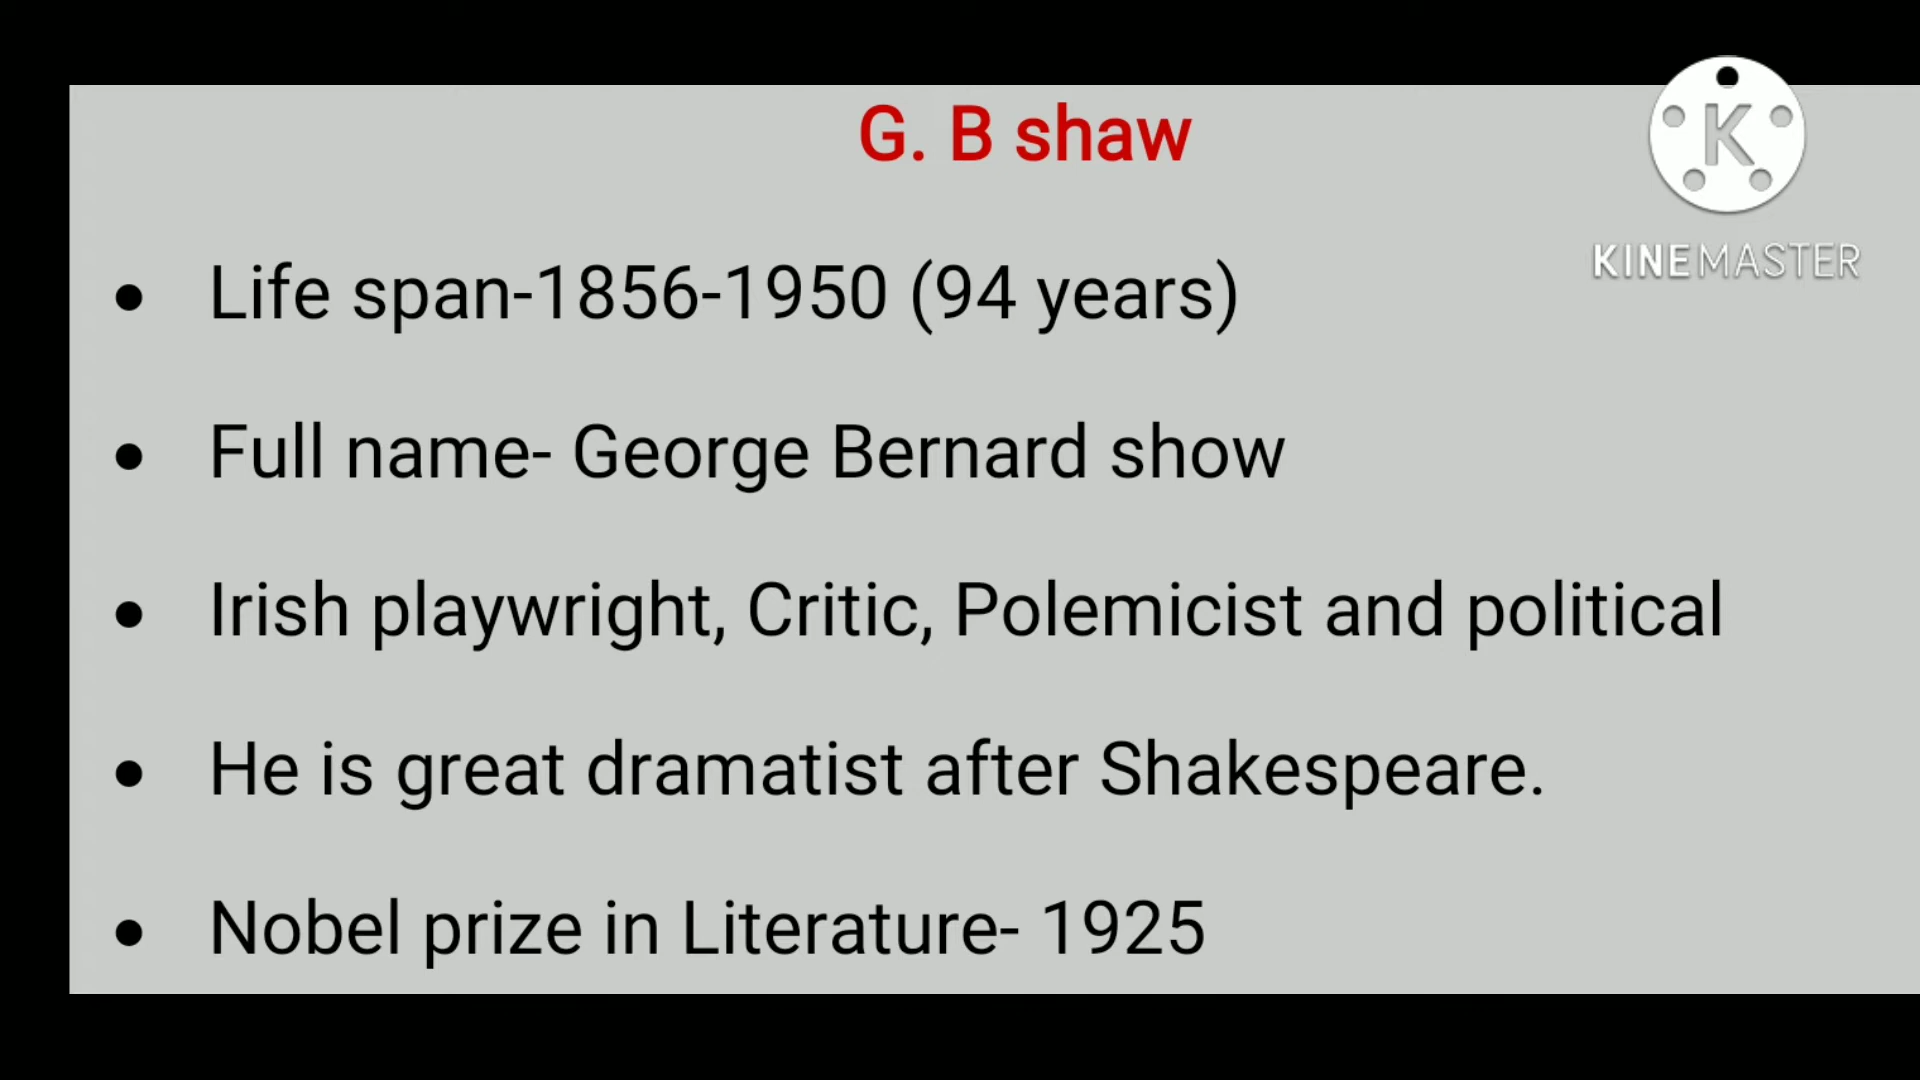 G. B shaw
K
KINEMASTER
● Life span-1856-1950 (94 years)
● Full name- George Bernard show
● Irish playwright, Critic, Polemicist and political
● He is great dramatist after Shakespeare.
● Nobel prize in Literature- 1925